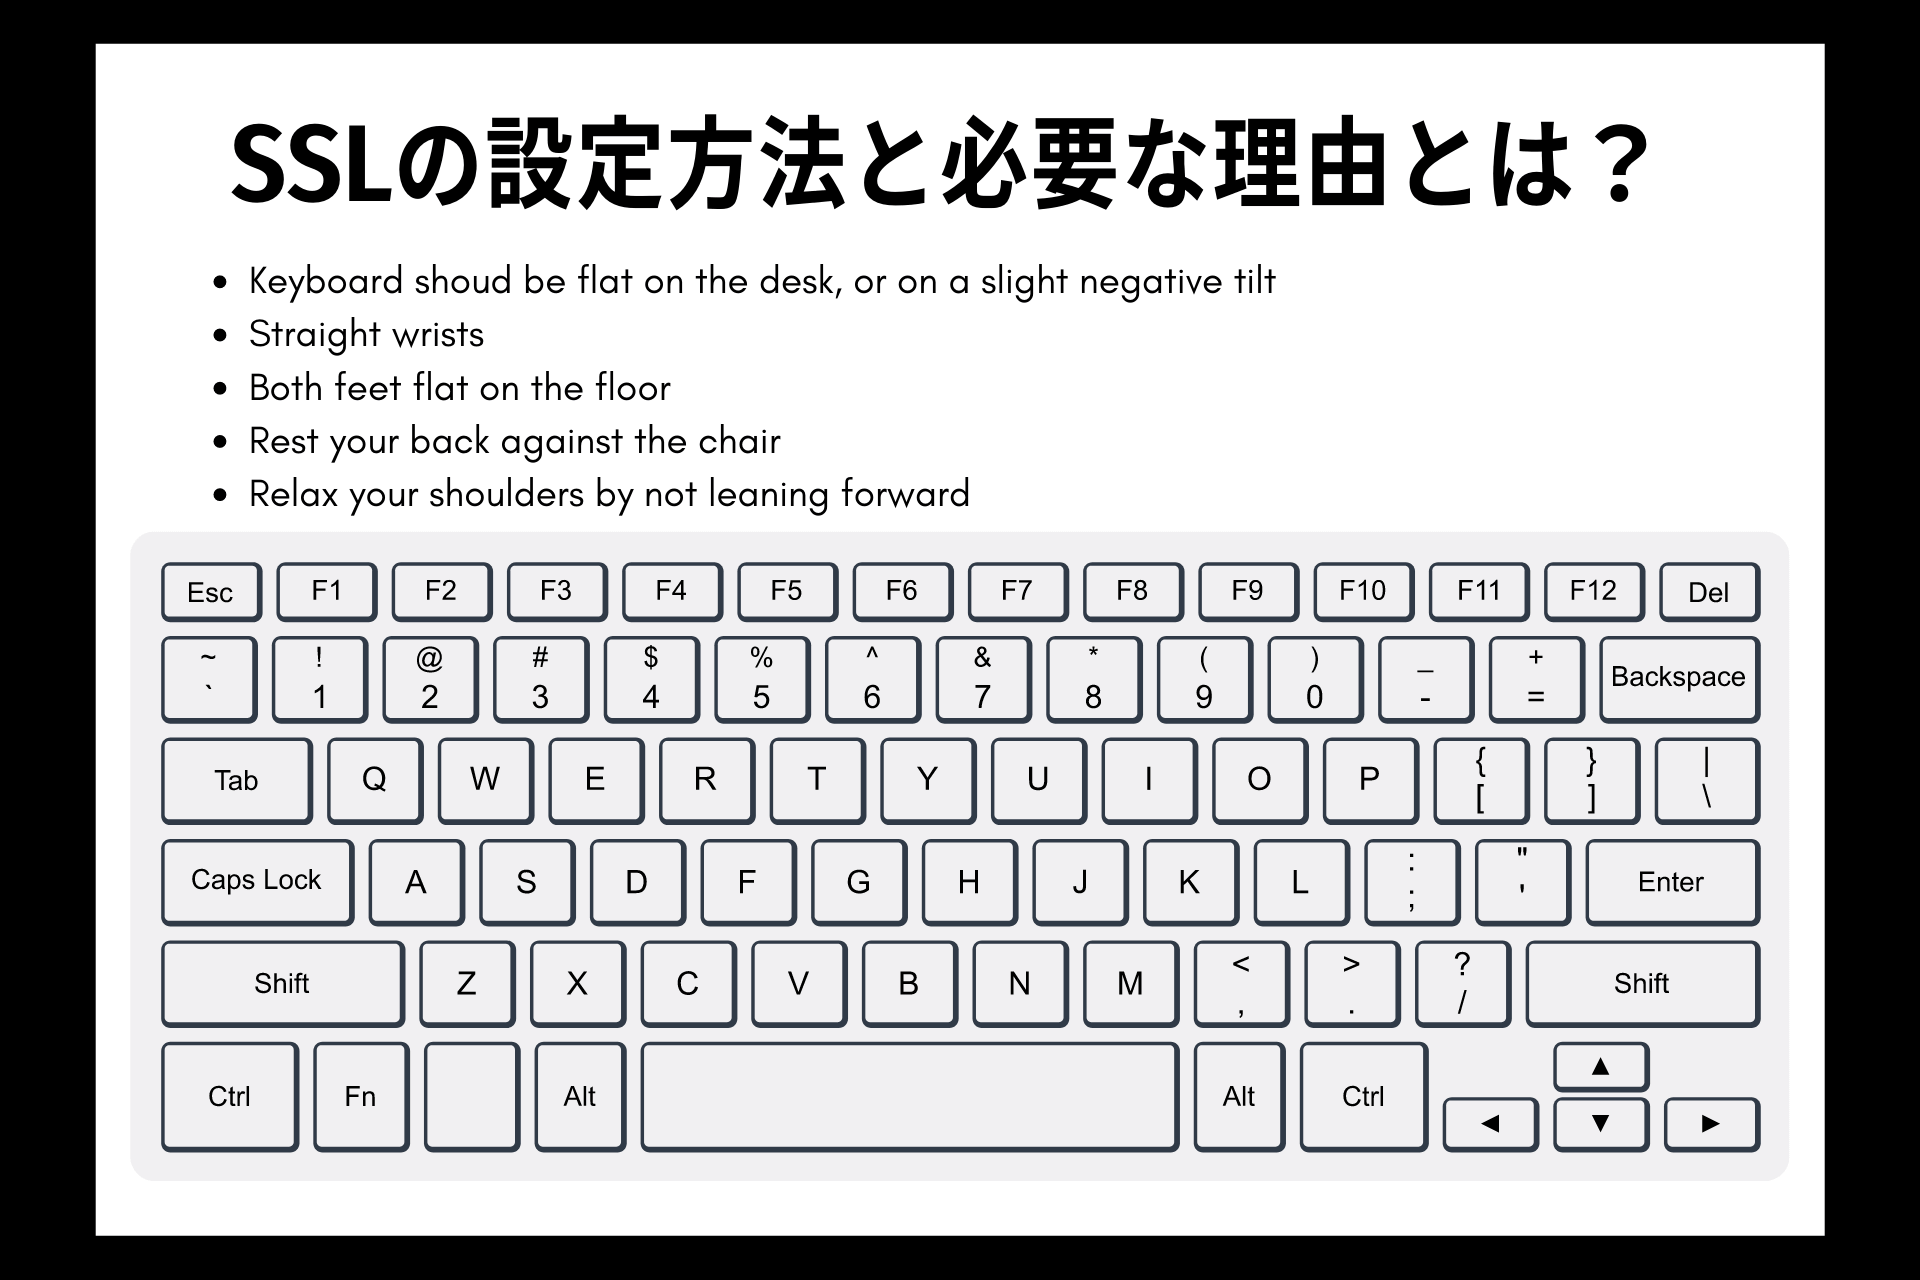 SSLの設定方法と必要な理由とは？
• Keyboard shoud be flat on the desk, or on a slight negative tilt
• Straight wrists
• Both feet flat on the floor
• Rest your back against the chair
• Relax your shoulders by not leaning forward
Esc F1 F2 F3 F4 F5 F6 F7 F8 F9 F10 F11 F12 Del
~ ! @ # $ % ^ & * ( ) _ +
` 1 2 3 4 5 6 7 8 9 0 - = Backspace
Tab Q W E R T Y U I O P { } |
[ ] \
Caps Lock A S D F G H J K L : " Enter
; '
Shift Z X C V B N M < > ? Shift
, . /
Ctrl Fn Alt Alt Ctrl ▲
◀ ▼ ▶